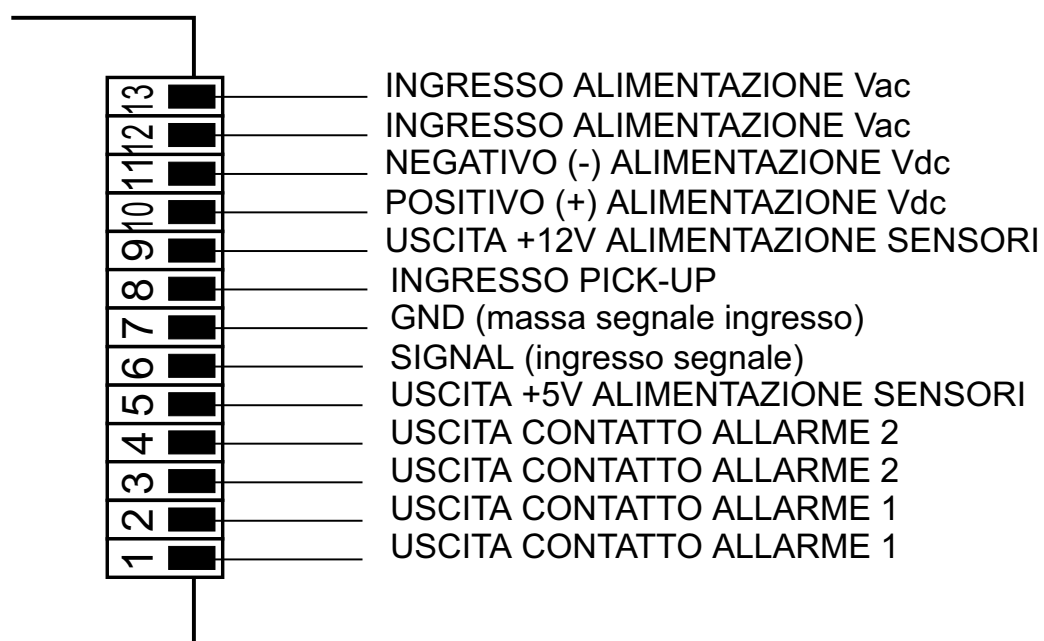 13 INGRESSO ALIMENTAZIONE Vac
12 INGRESSO ALIMENTAZIONE Vac
11 NEGATIVO (-) ALIMENTAZIONE Vdc
10 POSITIVO (+) ALIMENTAZIONE Vdc
9 USCITA +12V ALIMENTAZIONE SENSORI
8 INGRESSO PICK-UP
7 GND (massa segnale ingresso)
6 SIGNAL (ingresso segnale)
5 USCITA +5V ALIMENTAZIONE SENSORI
4 USCITA CONTATTO ALLARME 2
3 USCITA CONTATTO ALLARME 2
2 USCITA CONTATTO ALLARME 1
1 USCITA CONTATTO ALLARME 1